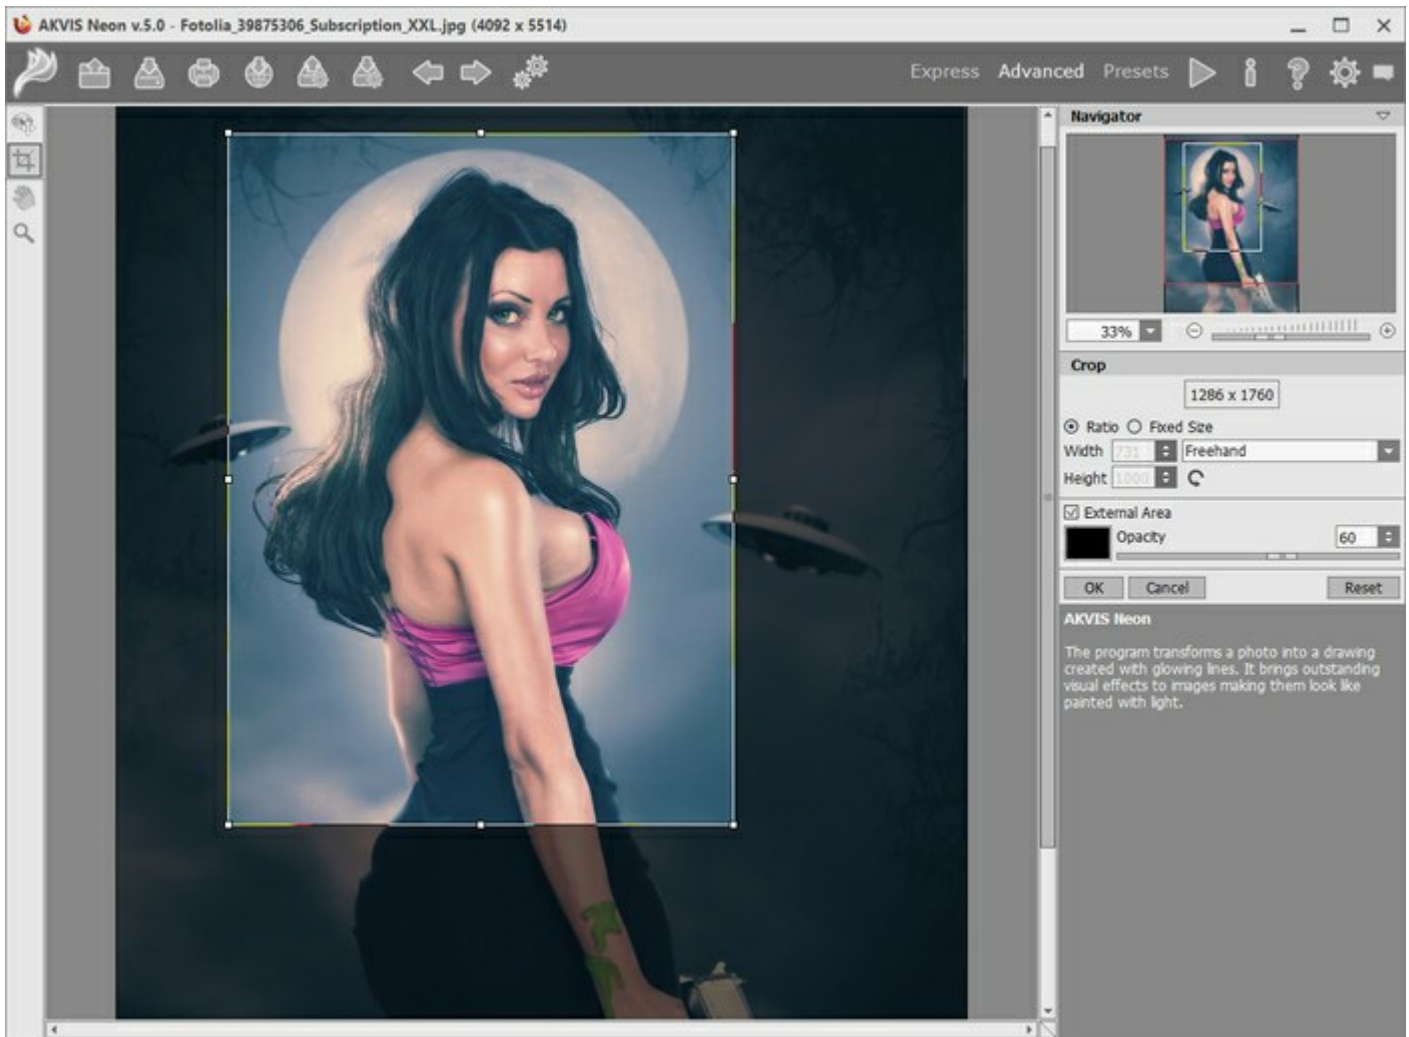 AKVIS Neon v.5.0 - Fotolia_39875306_Subscription_XXL.jpg (4092 x 5514)
Express Advanced Presets
Navigator
33%
Crop
1286 x 1760
Ratio Fixed Size
Width 731 Freehand
Height 1000
External Area
Opacity 60
OK Cancel Reset
AKVIS Neon
The program transforms a photo into a drawing
created with glowing lines. It brings outstanding
visual effects to images making them look like
painted with light.